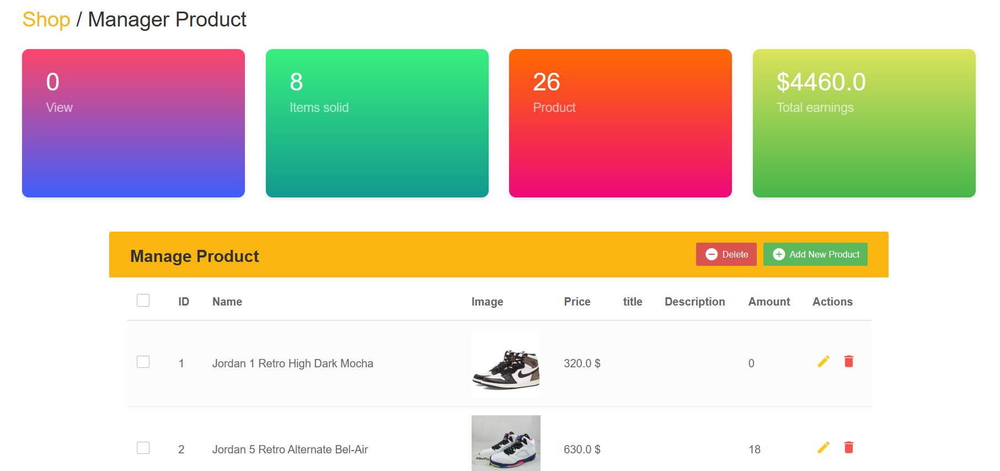 Shop / Manager Product
0
View
8
Items solid
26
Product
$4460.0
Total earnings
Manage Product
Delete
Add New Product
ID Name Image Price title Description Amount Actions
1 Jordan 1 Retro High Dark Mocha 320.0 $ 0
2 Jordan 5 Retro Alternate Bel-Air 630.0 $ 18